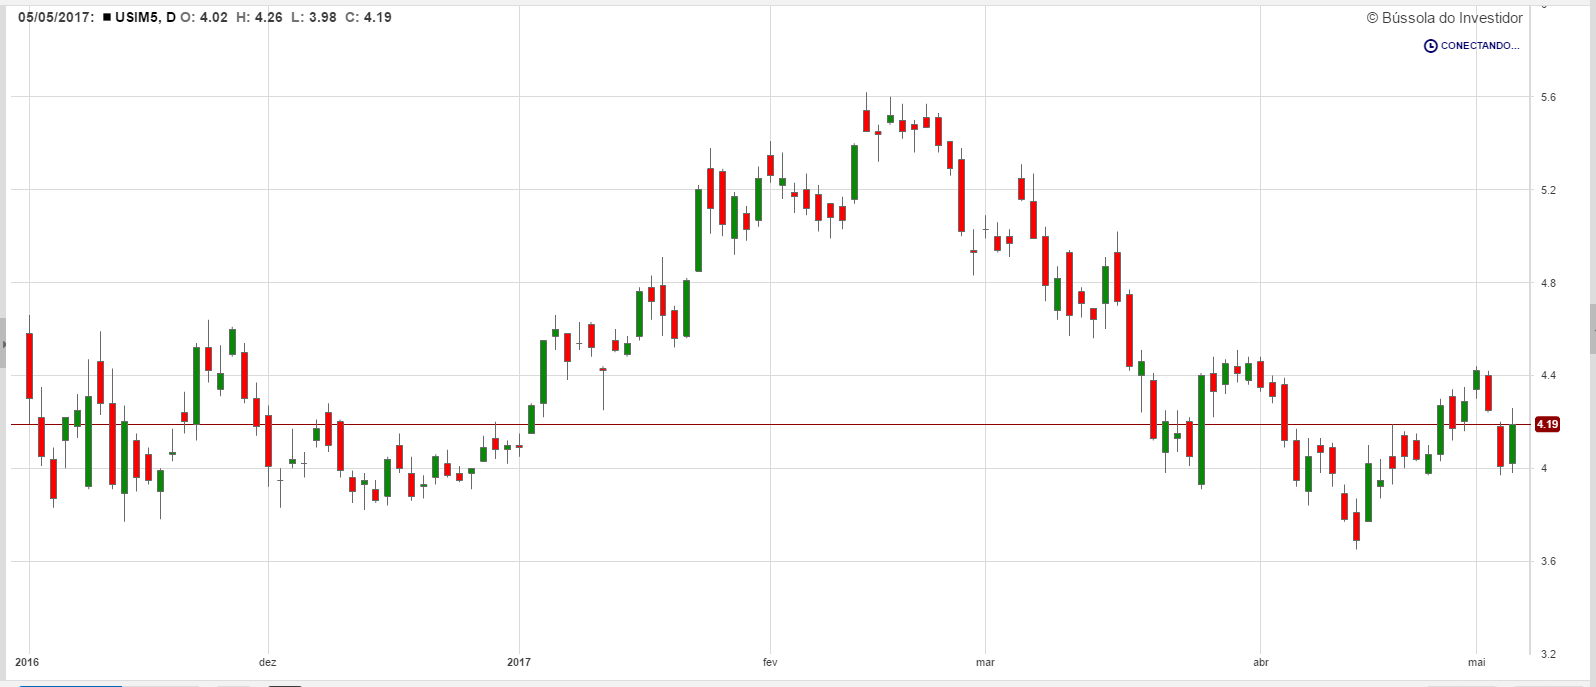 05/05/2017: ■ USIM5, D O: 4.02 H: 4.26 L: 3.98 C: 4.19
© Bússola do Investidor
CONECTANDO...
5.6
5.2
4.8
4.4
4.19
4
3.6
3.2
2016 dez 2017 fev mar abr mai